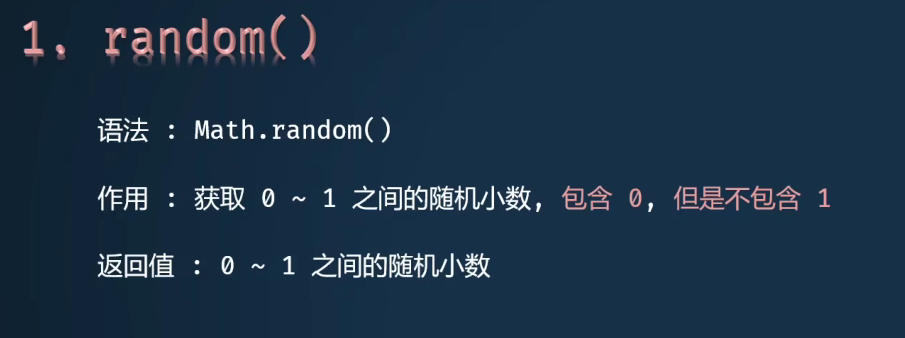 1. random()
语法 : Math.random()
作用 : 获取 0 ~ 1 之间的随机小数, 包含 0, 但是不包含 1
返回值 : 0 ~ 1 之间的随机小数